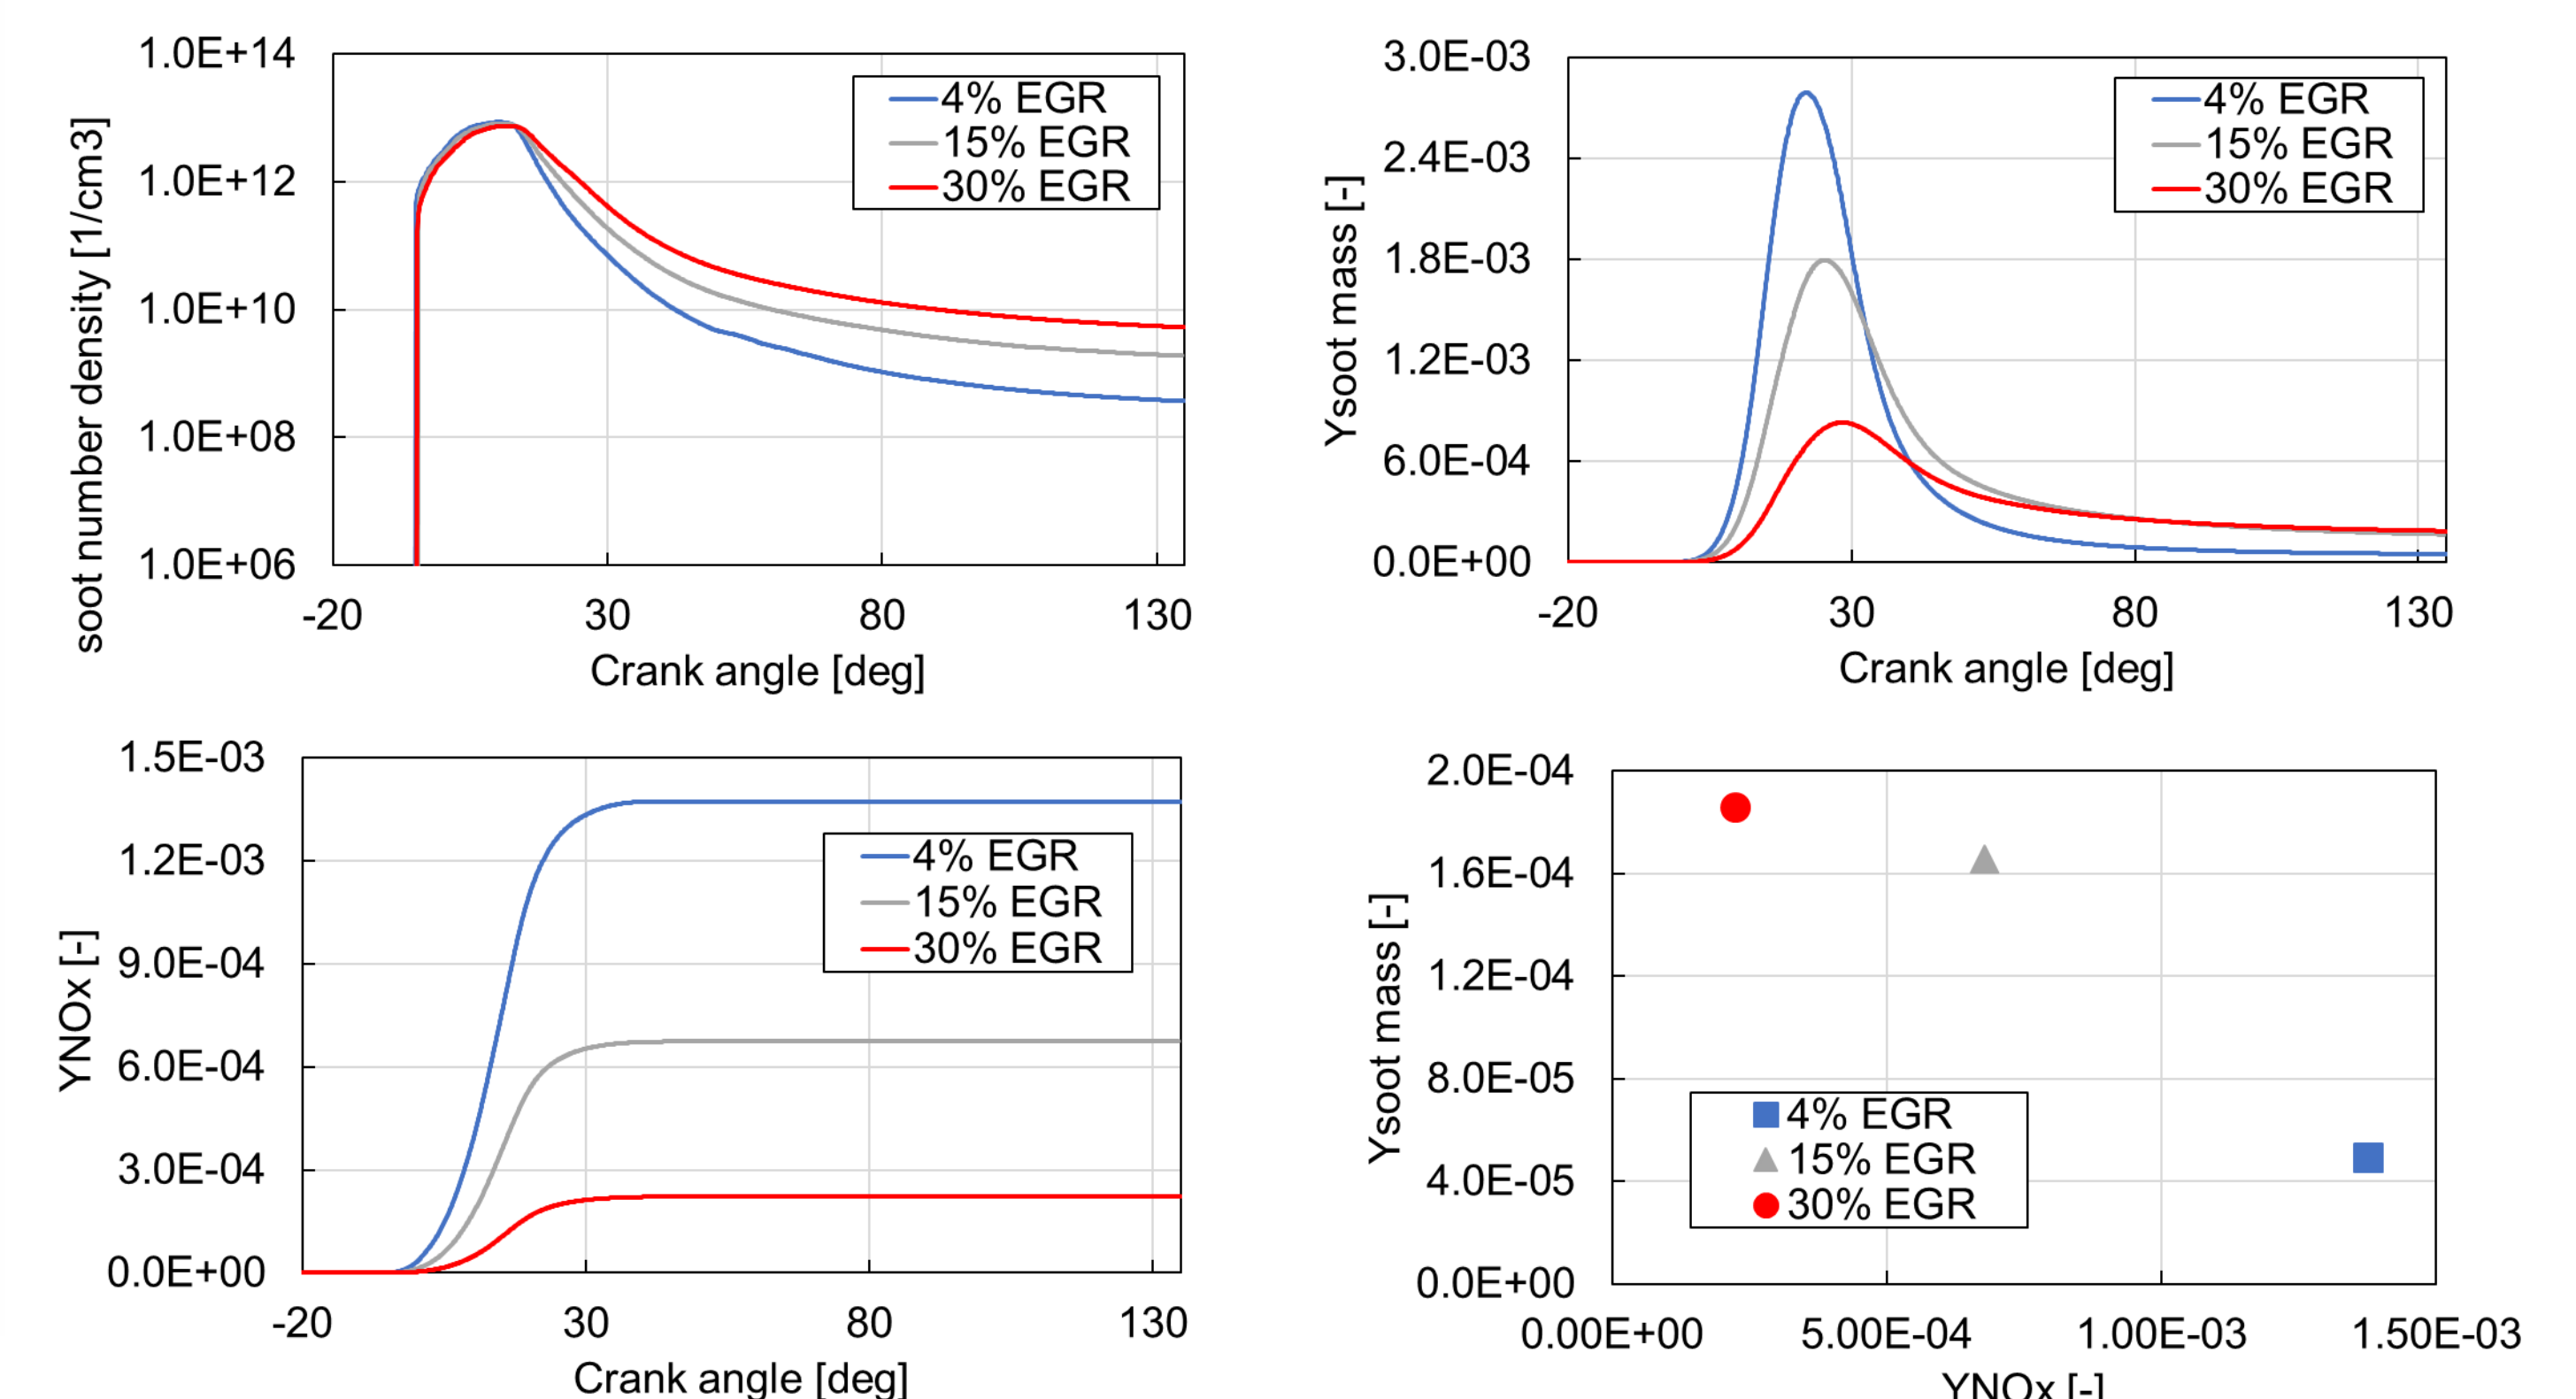 soot number density [1/cm3]
1.0E+14
1.0E+12
1.0E+10
1.0E+08
1.0E+06
4% EGR
15% EGR
30% EGR
-20 30 80 130
Crank angle [deg]
Ysoot mass [-]
3.0E-03
2.4E-03
1.8E-03
1.2E-03
6.0E-04
0.0E+00
4% EGR
15% EGR
30% EGR
-20 30 80 130
Crank angle [deg]
YNOx [-]
1.5E-03
1.2E-03
9.0E-04
6.0E-04
3.0E-04
0.0E+00
4% EGR
15% EGR
30% EGR
-20 30 80 130
Crank angle [deg]
Ysoot mass [-]
2.0E-04
1.6E-04
1.2E-04
8.0E-05
4.0E-05
0.0E+00
4% EGR
15% EGR
30% EGR
0.00E+00 5.00E-04 1.00E-03 1.50E-03
YNOx [-]